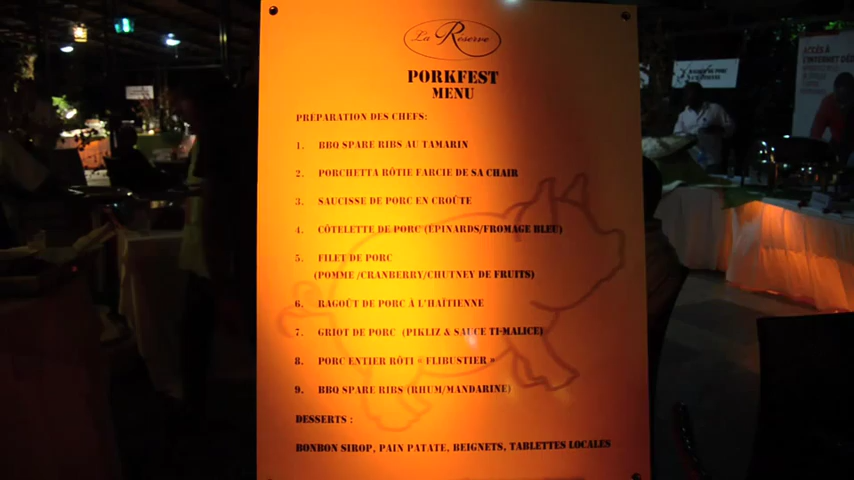 La Réserve
PORKFEST
MENU
PREPARATION DES CHEFS:
1. BBQ SPARE RIBS AU TAMARIN
2. PORCHETTA RÔTIE FARCIE DE SA CHAIR
3. SAUCISSE DE PORC EN CROÛTE
4. CÔTELETTE DE PORC (EPINARDS/FROMAGE BLEU)
5. FILET DE PORC
(POMME/CRANBERRY/CHUTNEY DE FRUITS)
6. RAGOÛT DE PORC À L'HAÏTIENNE
7. GRIOT DE PORC (PIKLIZ & SAUCE TI-MALICE)
8. PORC ENTIER RÔTI « FLIBUSTIER »
9. BBQ SPARE RIBS (RHUM/MANDARINE)
DESSERTS :
BONBON SIROP, PAIN PATATE, BEIGNETS, TABLETTES LOCALES
ACCÈS À
L'INTERNET